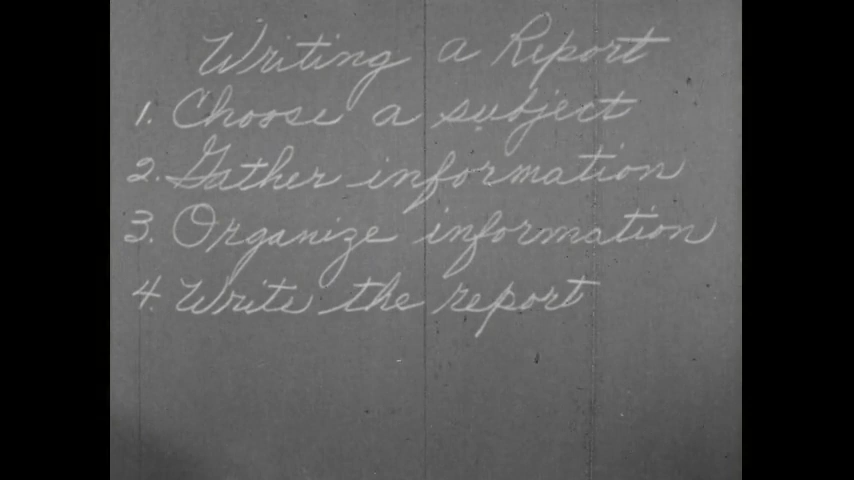 Writing a Report
1. Choose a subject
2. Gather information
3. Organize information
4. Write the report